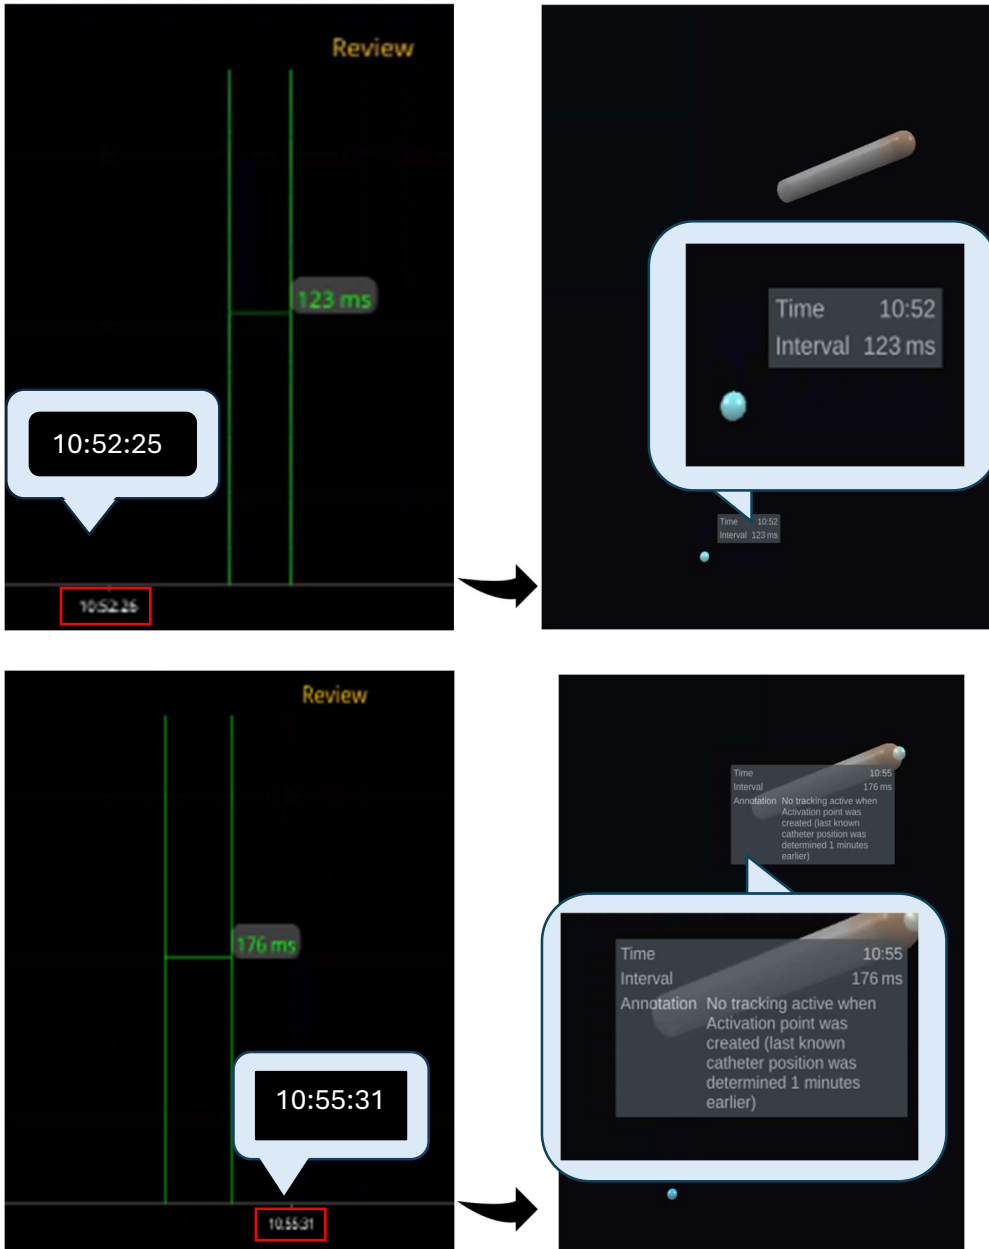 Review
123 ms
10:52:25
10:52:26
Time 10:52
Interval 123 ms
Time 10:52
Interval 123 ms
Review
176 ms
10:55:31
10:55:31
Time 10:55
Interval 176 ms
Annotation No tracking active when
Activation point was
created (last known
catheter position was
determined 1 minutes
earlier)
Time 10:55
Interval 176 ms
Annotation No tracking active when
Activation point was
created (last known
catheter position was
determined 1 minutes
earlier)